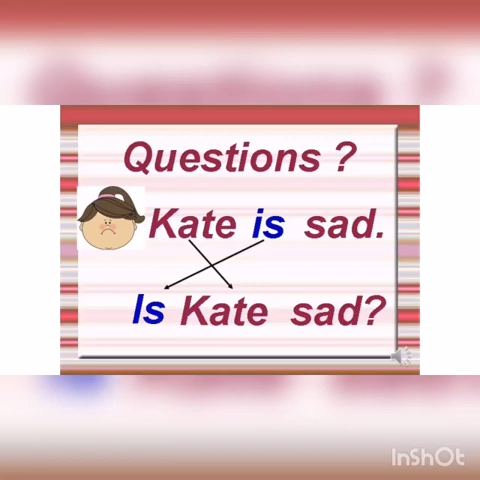 Questions ?
Kate is sad.
Is Kate sad?
InShOt